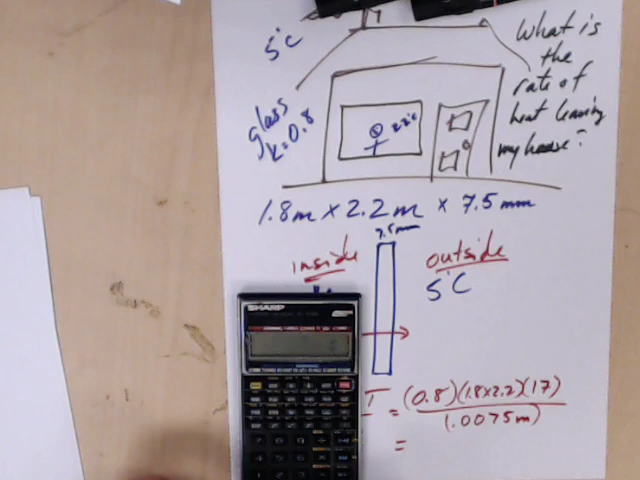 5°C
What is
the
rate of
heat leaving
my house?
glass
k=0.8
22°C
1.8m × 2.2m × 7.5mm
7.5mm
inside
outside
5°C
SHARP
T = (0.8)(1.8×2.2)(17)
(.0075m)
=